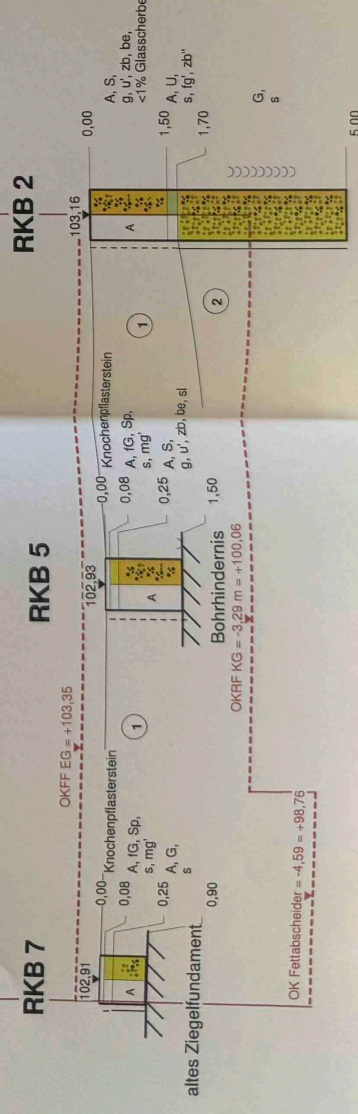 RKB 7
102,91
0,00
Knochenpflasterstein
0,08
A, fG, Sp,
s, mg'
0,25
A, G,
s
0,90
A
altes Ziegelfundament
OKFF EG = +103,35
1
OK Fettabscheider = -4,59 = +98,76
RKB 5
102,93
0,00
Knochenpflasterstein
0,08
A, fG, Sp,
s, mg'
0,25
A, S,
g, u', zb, be, sl
1,50
A
Bohrhindernis
OKRF KG = -3,29 m = +100,06
1
2
RKB 2
103,16
0,00
A, S,
g, u', zb, be,
<1% Glasscherbe
1,50
A, U,
s, fg', zb"
1,70
G,
s
5,00
A